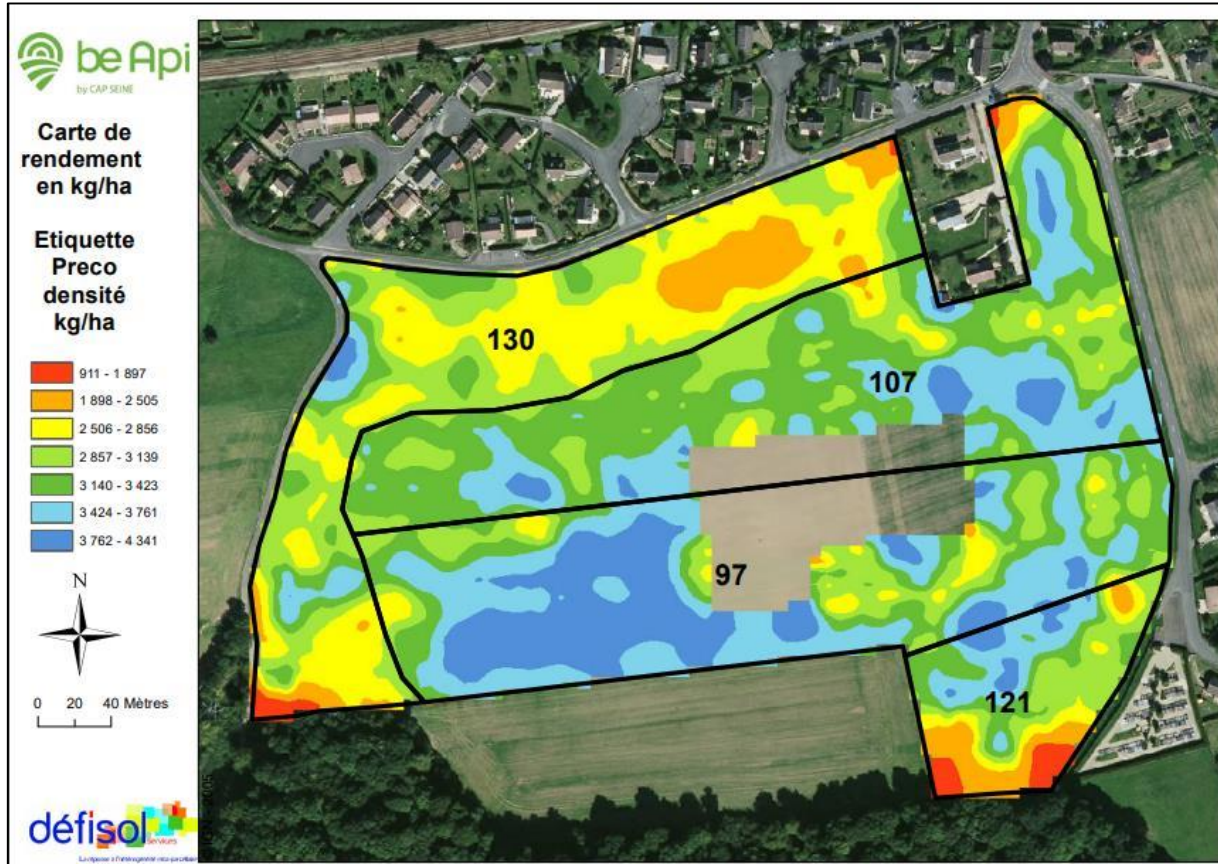 be Api
by CAP SEINE
Carte de
rendement
en kg/ha
Etiquette
Preco
densité
kg/ha
911 - 1 897
1 898 - 2 505
2 506 - 2 856
2 857 - 3 139
3 140 - 3 423
3 424 - 3 761
3 762 - 4 341
N
0 20 40 Mètres
défisol
services
130
107
97
121